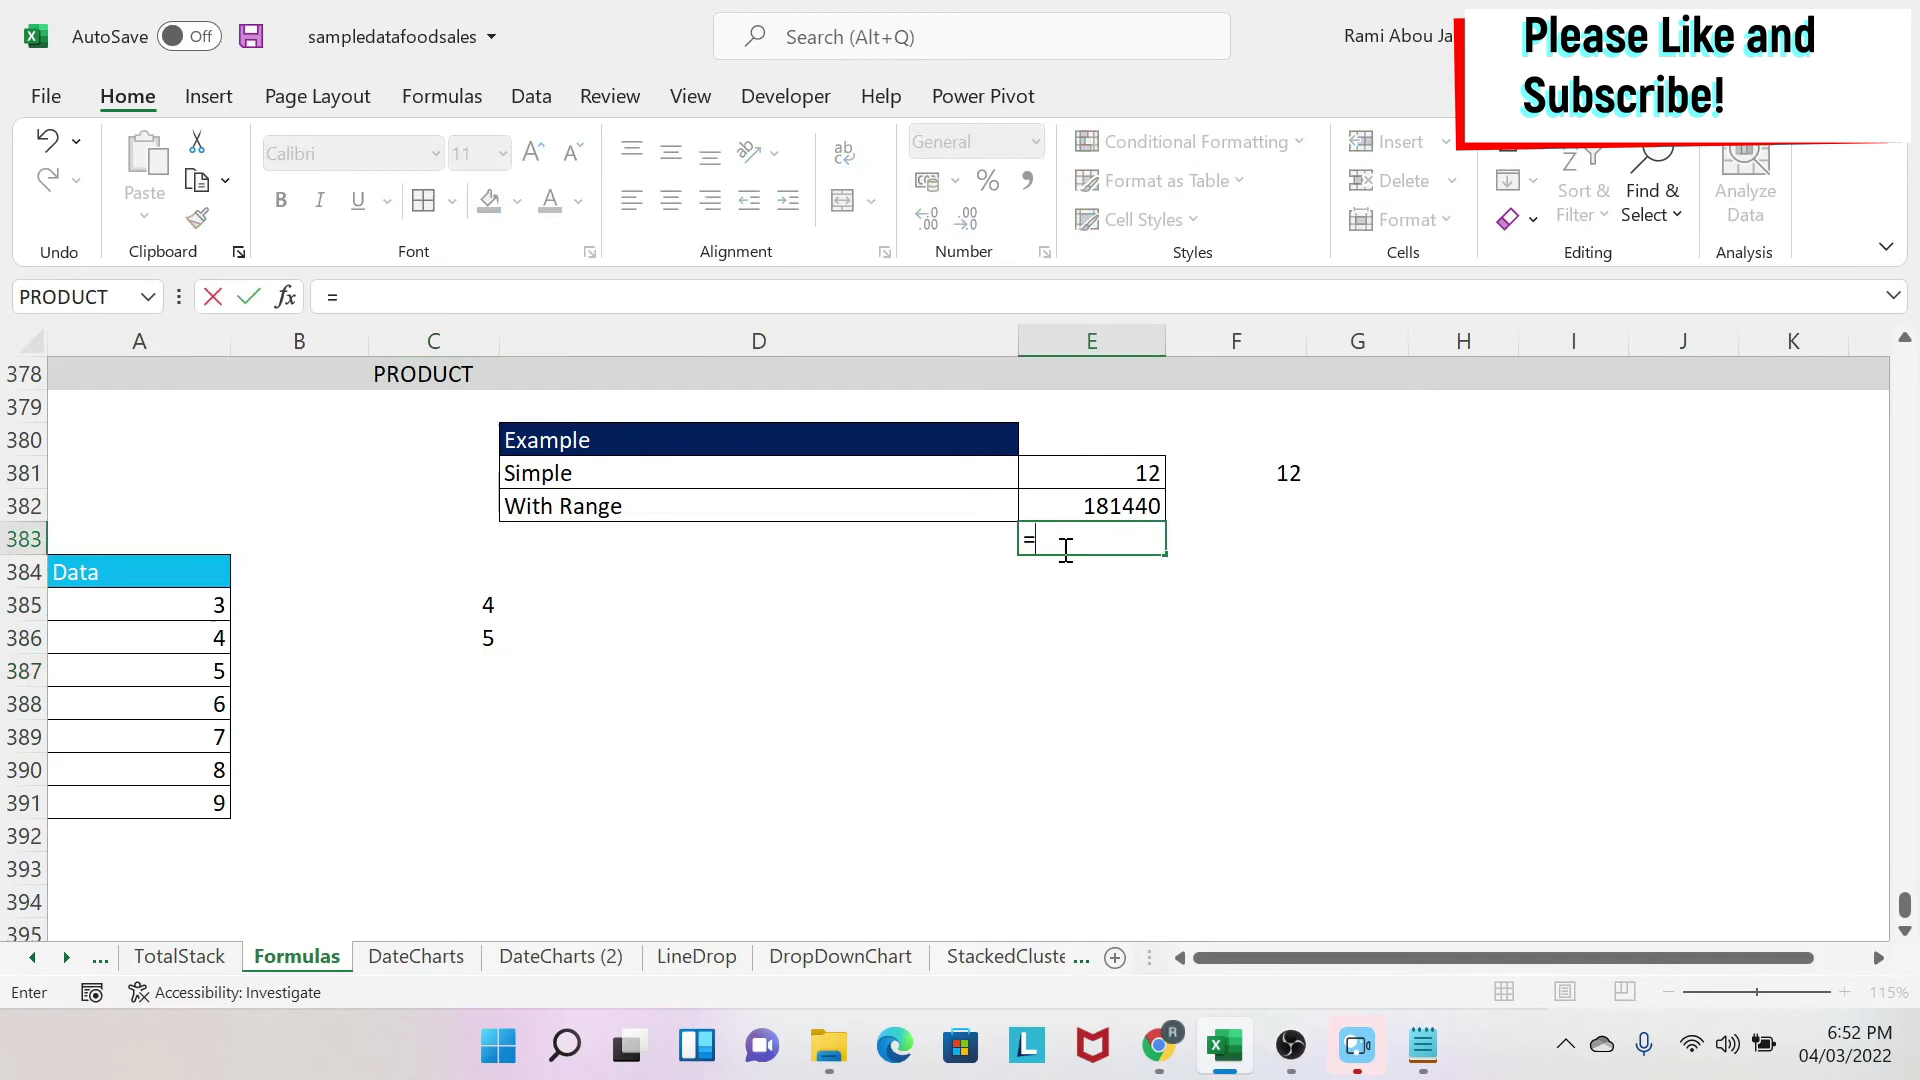 AutoSave Off sampledatafoodsales Search (Alt+Q) Rami Abou Ja
Please Like and
Subscribe!
File Home Insert Page Layout Formulas Data Review View Developer Help Power Pivot
Paste Calibri 11 General Conditional Formatting Insert
Format as Table Delete
Cell Styles Format
B I U ab % Sort & Filter Find & Select Analyze Data
Undo Clipboard Font Alignment Number Styles Cells Editing Analysis
PRODUCT fx =
A B C D E F G H I J K
378 PRODUCT
379
380 Example
381 Simple 12 12
382 With Range 181440
383 =
384 Data
385 3 4
386 4 5
387 5
388 6
389 7
390 8
391 9
392
393
394
395
... TotalStack Formulas DateCharts DateCharts (2) LineDrop DropDownChart StackedCluste ...
Enter Accessibility: Investigate 115%
6:52 PM
04/03/2022